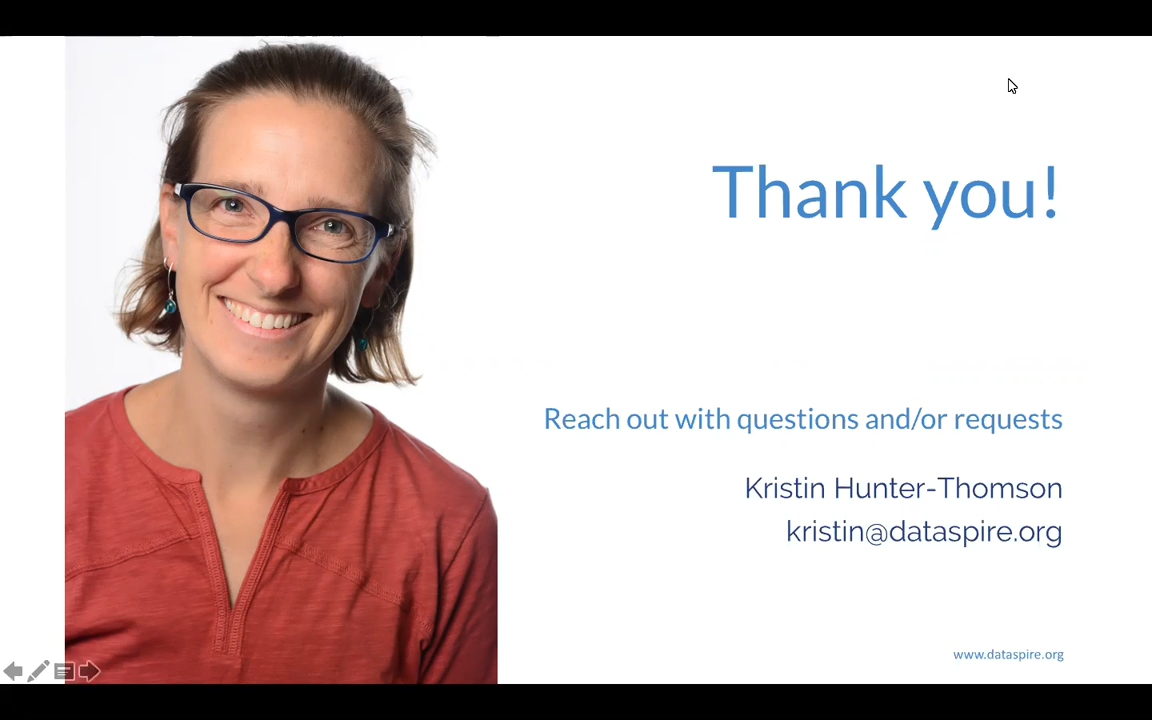 Thank you!
Reach out with questions and/or requests
Kristin Hunter-Thomson
kristin@dataspire.org
www.dataspire.org